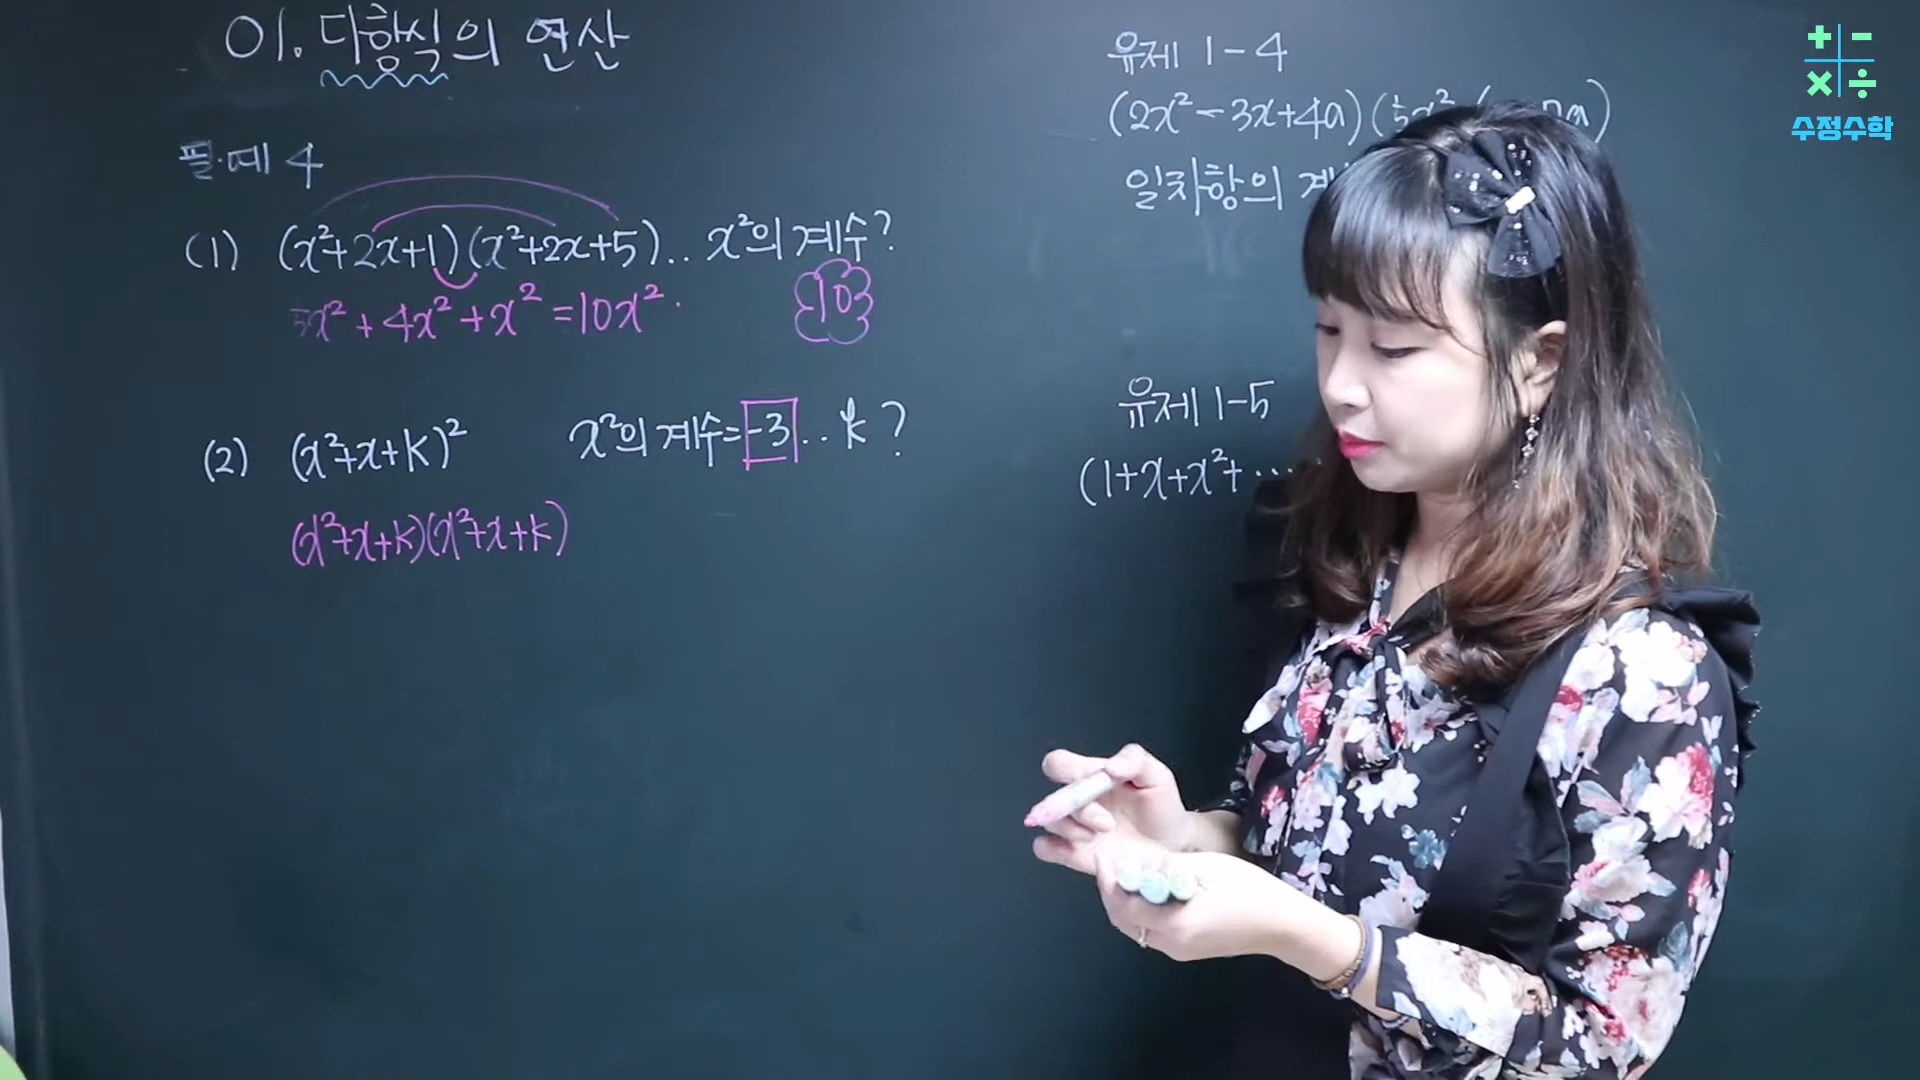 01. 다항식의 연산
필.예 4
(1) (x²+2x+1)(x²+2x+5).. x²의 계수?
5x² + 4x² + x² = 10x².
10
(2) (x²+x+k)² x²의 계수=-3.. k ?
(x²+x+k)(x²+x+k)
유제 1-4
(2x²-3x+4a)(
일차항의 계
유제 1-5
(1+x+x²+....
수정수학